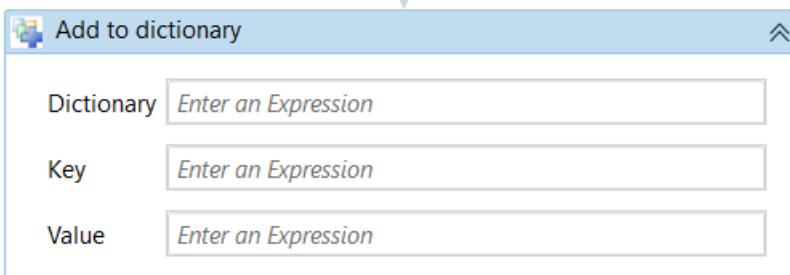 Add to dictionary
Dictionary Enter an Expression
Key Enter an Expression
Value Enter an Expression